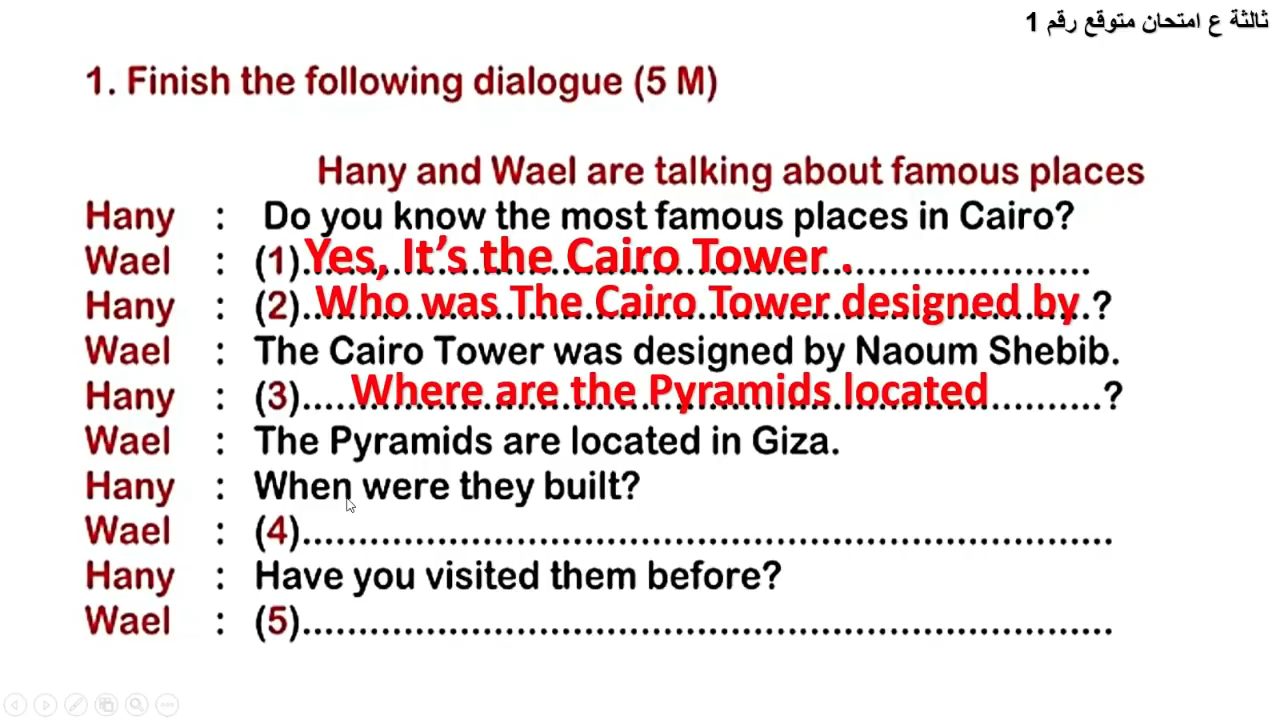 ثالثة ع امتحان متوقع رقم 1
1. Finish the following dialogue (5 M)
Hany and Wael are talking about famous places
Hany : Do you know the most famous places in Cairo?
Wael : (1) Yes, It’s the Cairo Tower .......................
Hany : (2) Who was The Cairo Tower designed by ?
Wael : The Cairo Tower was designed by Naoum Shebib.
Hany : (3)..... Where are the Pyramids located ..........?
Wael : The Pyramids are located in Giza.
Hany : When were they built?
Wael : (4)......................................................................
Hany : Have you visited them before?
Wael : (5)......................................................................